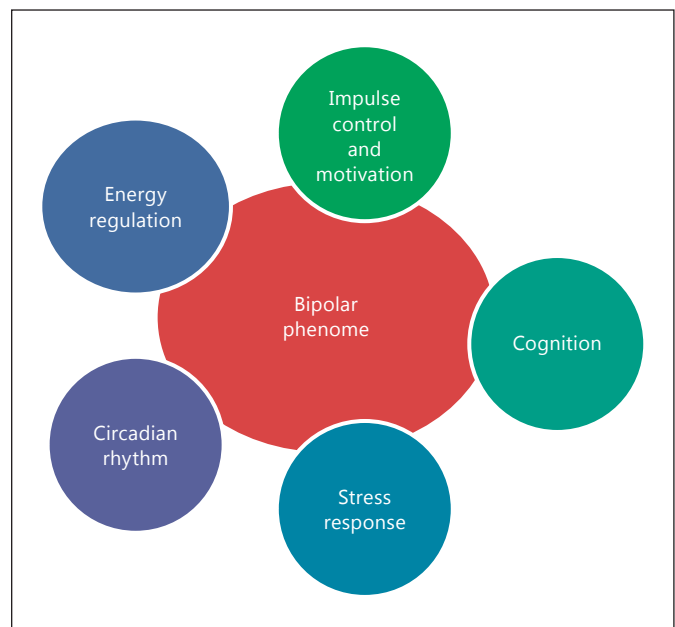 Impulse
control
and
motivation
Energy
regulation
Bipolar
phenome
Cognition
Circadian
rhythm
Stress
response